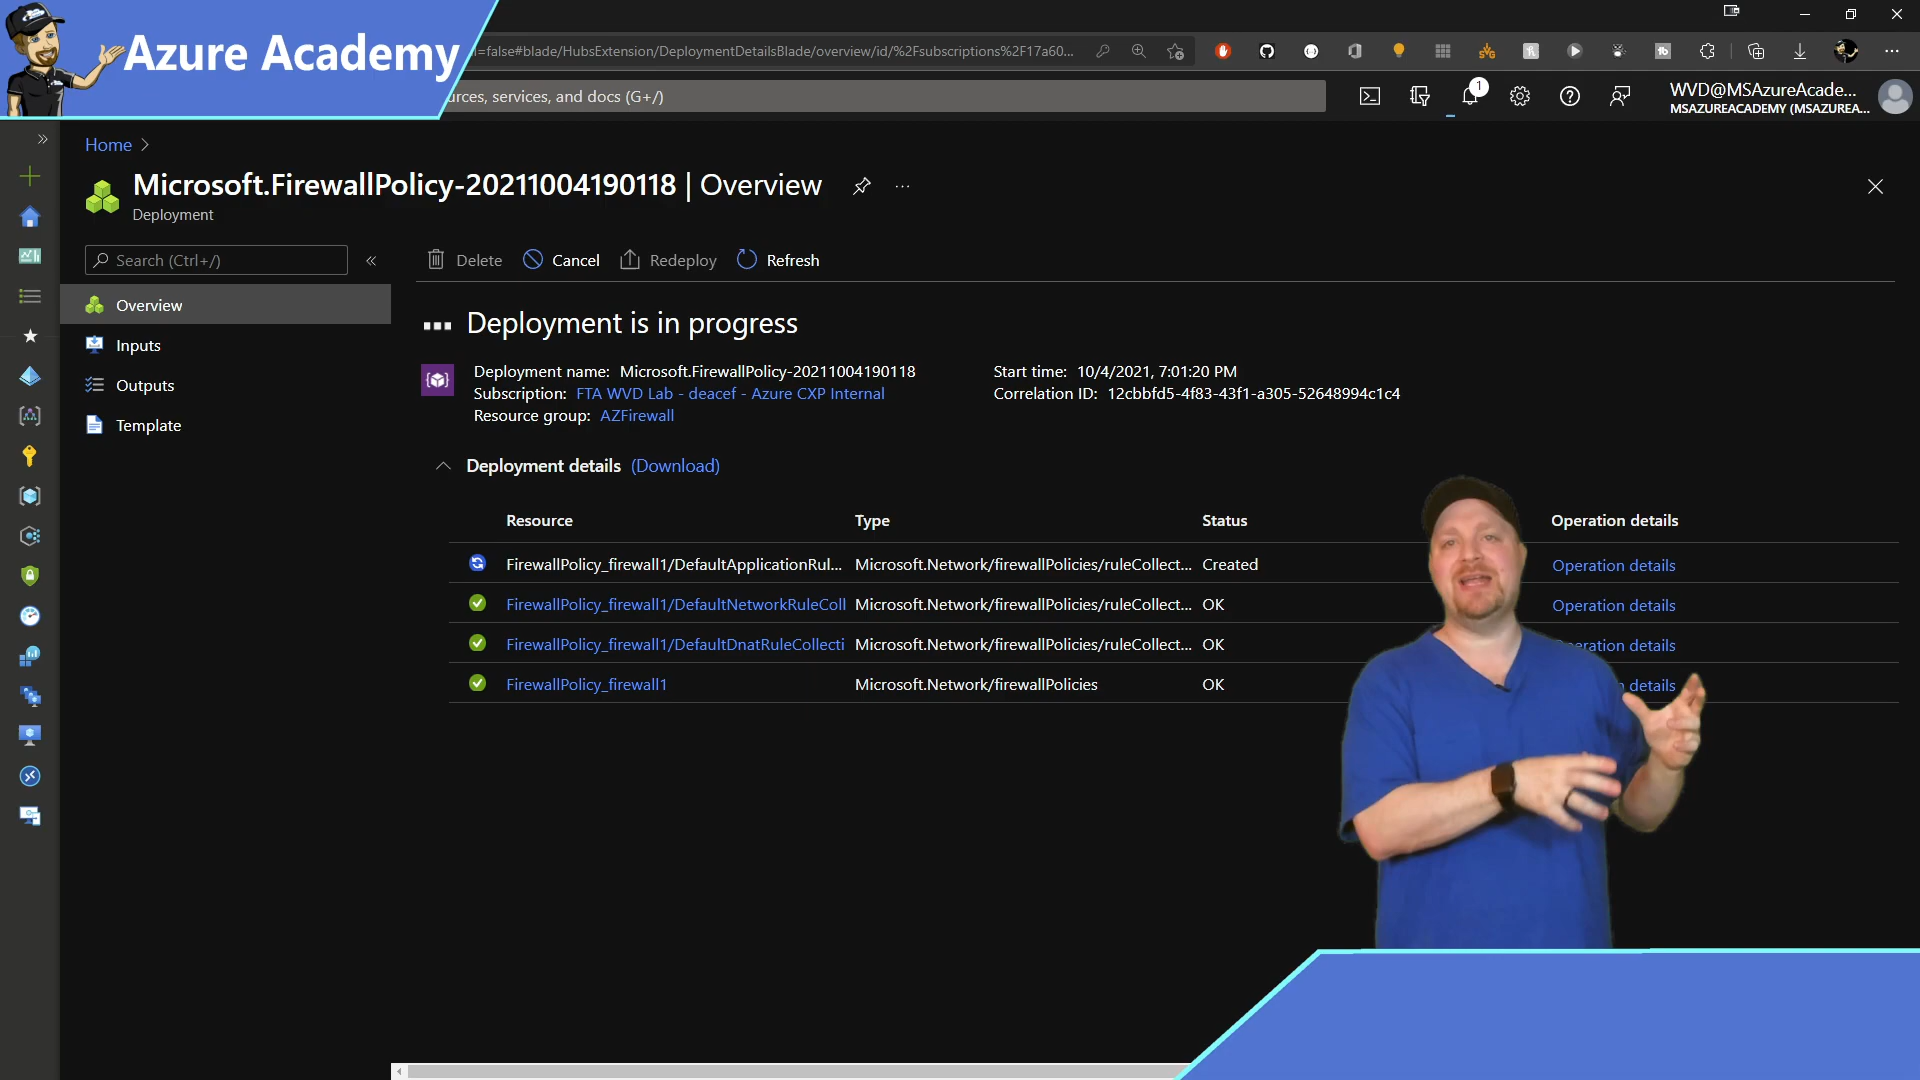 Azure Academy
=false#blade/HubsExtension/DeploymentDetailsBlade/overview/id/%2Fsubscriptions%2F17a60...
urces, services, and docs (G+/)
1
WVD@MSAzureAcade...
MSAZUREACADEMY (MSAZUREA...
Home
Microsoft.FirewallPolicy-20211004190118 | Overview
Deployment
Search (Ctrl+/)
Delete
Cancel
Redeploy
Refresh
Overview
Inputs
Outputs
Template
Deployment is in progress
Deployment name: Microsoft.FirewallPolicy-20211004190118
Subscription: FTA WVD Lab - deacef - Azure CXP Internal
Resource group: AZFirewall
Start time: 10/4/2021, 7:01:20 PM
Correlation ID: 12cbbfd5-4f83-43f1-a305-52648994c1c4
Deployment details (Download)
Resource Type Status Operation details
FirewallPolicy_firewall1/DefaultApplicationRul... Microsoft.Network/firewallPolicies/ruleCollect... Created Operation details
FirewallPolicy_firewall1/DefaultNetworkRuleColl Microsoft.Network/firewallPolicies/ruleCollect... OK Operation details
FirewallPolicy_firewall1/DefaultDnatRuleCollecti Microsoft.Network/firewallPolicies/ruleCollect... OK eration details
FirewallPolicy_firewall1 Microsoft.Network/firewallPolicies OK details